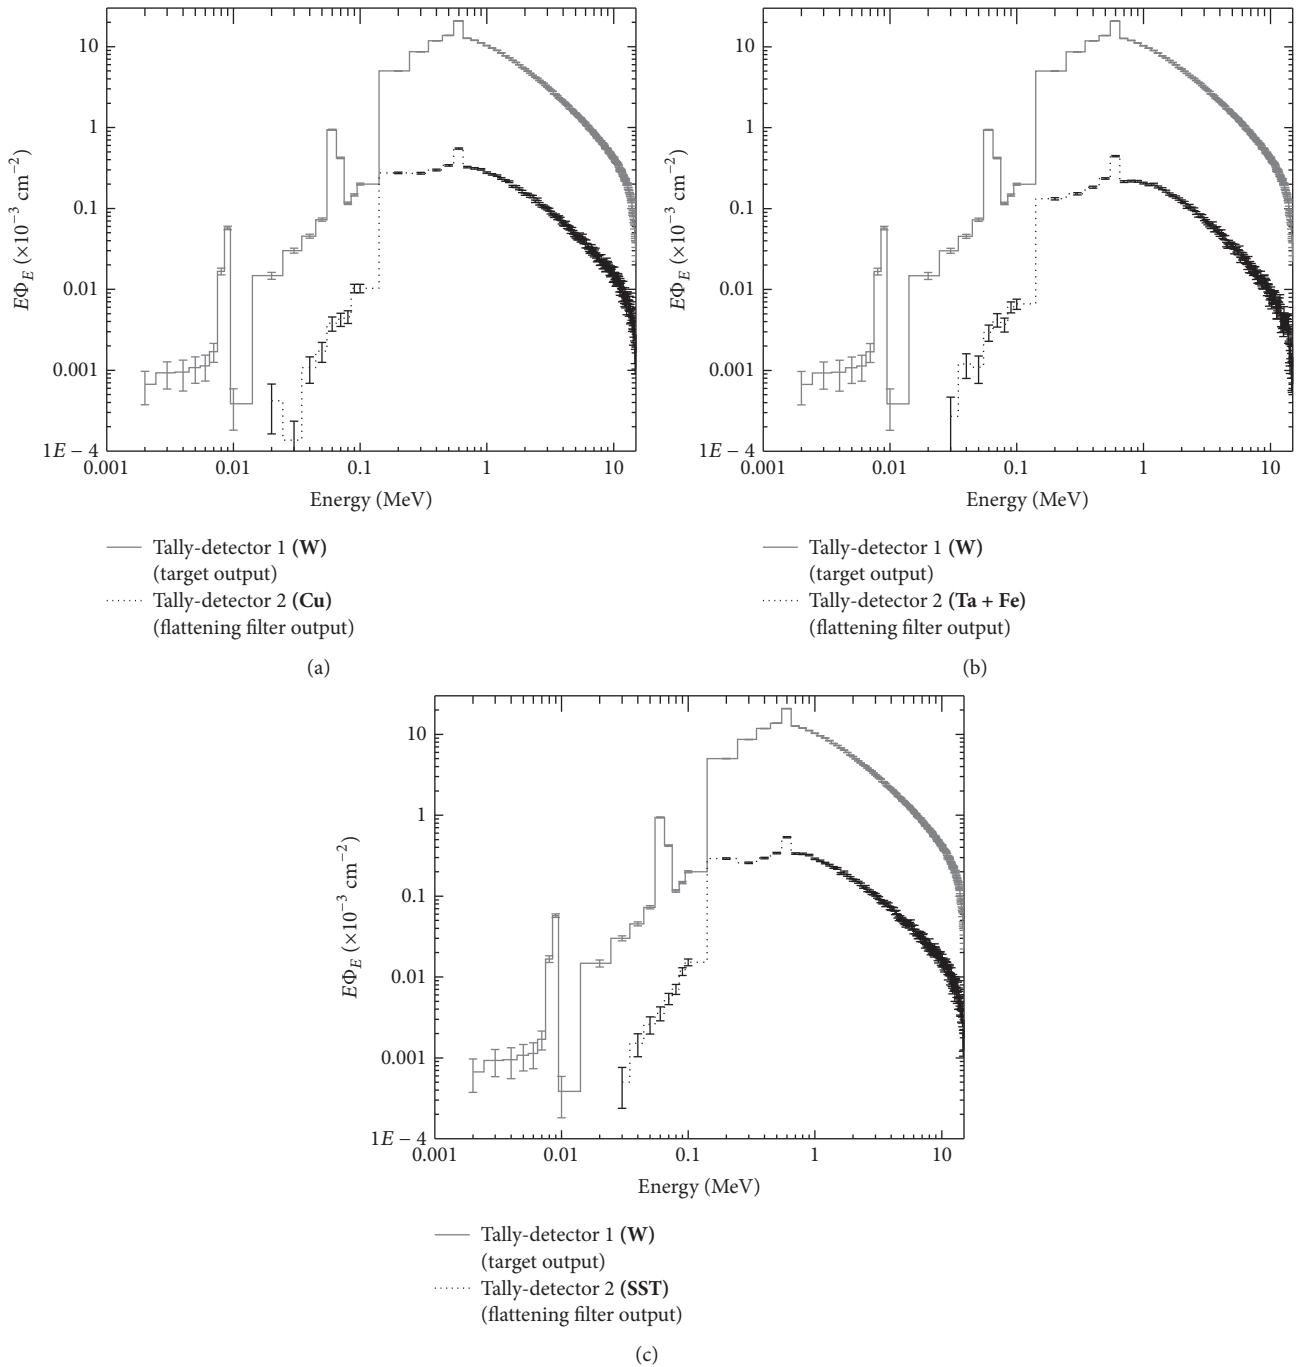 10
1
0.1
0.01
0.001
1E − 4
EΦ_E (×10⁻³ cm⁻²)
0.001 0.01 0.1 1 10
Energy (MeV)
Tally-detector 1 (W)
(target output)
Tally-detector 2 (Cu)
(flattening filter output)
(a)
10
1
0.1
0.01
0.001
1E − 4
EΦ_E (×10⁻³ cm⁻²)
0.001 0.01 0.1 1 10
Energy (MeV)
Tally-detector 1 (W)
(target output)
Tally-detector 2 (Ta + Fe)
(flattening filter output)
(b)
10
1
0.1
0.01
0.001
1E − 4
EΦ_E (×10⁻³ cm⁻²)
0.001 0.01 0.1 1 10
Energy (MeV)
Tally-detector 1 (W)
(target output)
Tally-detector 2 (SST)
(flattening filter output)
(c)